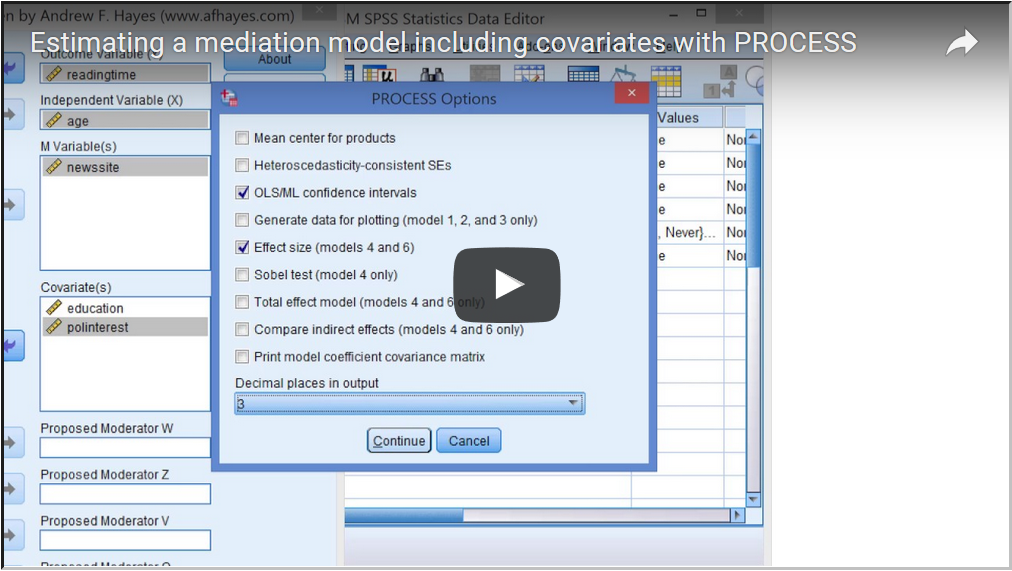 en by Andrew F. Hayes (www.afhayes.com)
M SPSS Statistics Data Editor
Estimating a mediation model including covariates with PROCESS
Outcome Variable (
readingtime
About
Independent Variable (X)
age
M Variable(s)
newssite
Covariate(s)
education
polinterest
Proposed Moderator W
Proposed Moderator Z
Proposed Moderator V
PROCESS Options
Mean center for products
Heteroscedasticity-consistent SEs
OLS/ML confidence intervals
Generate data for plotting (model 1, 2, and 3 only)
Effect size (models 4 and 6)
Sobel test (model 4 only)
Total effect model (models 4 and 6 only)
Compare indirect effects (models 4 and 6 only)
Print model coefficient covariance matrix
Decimal places in output
3
Continue
Cancel
Values
e
Nor
e
Nor
e
Nor
e
Nor
, Never}...
Nor
e
Nor